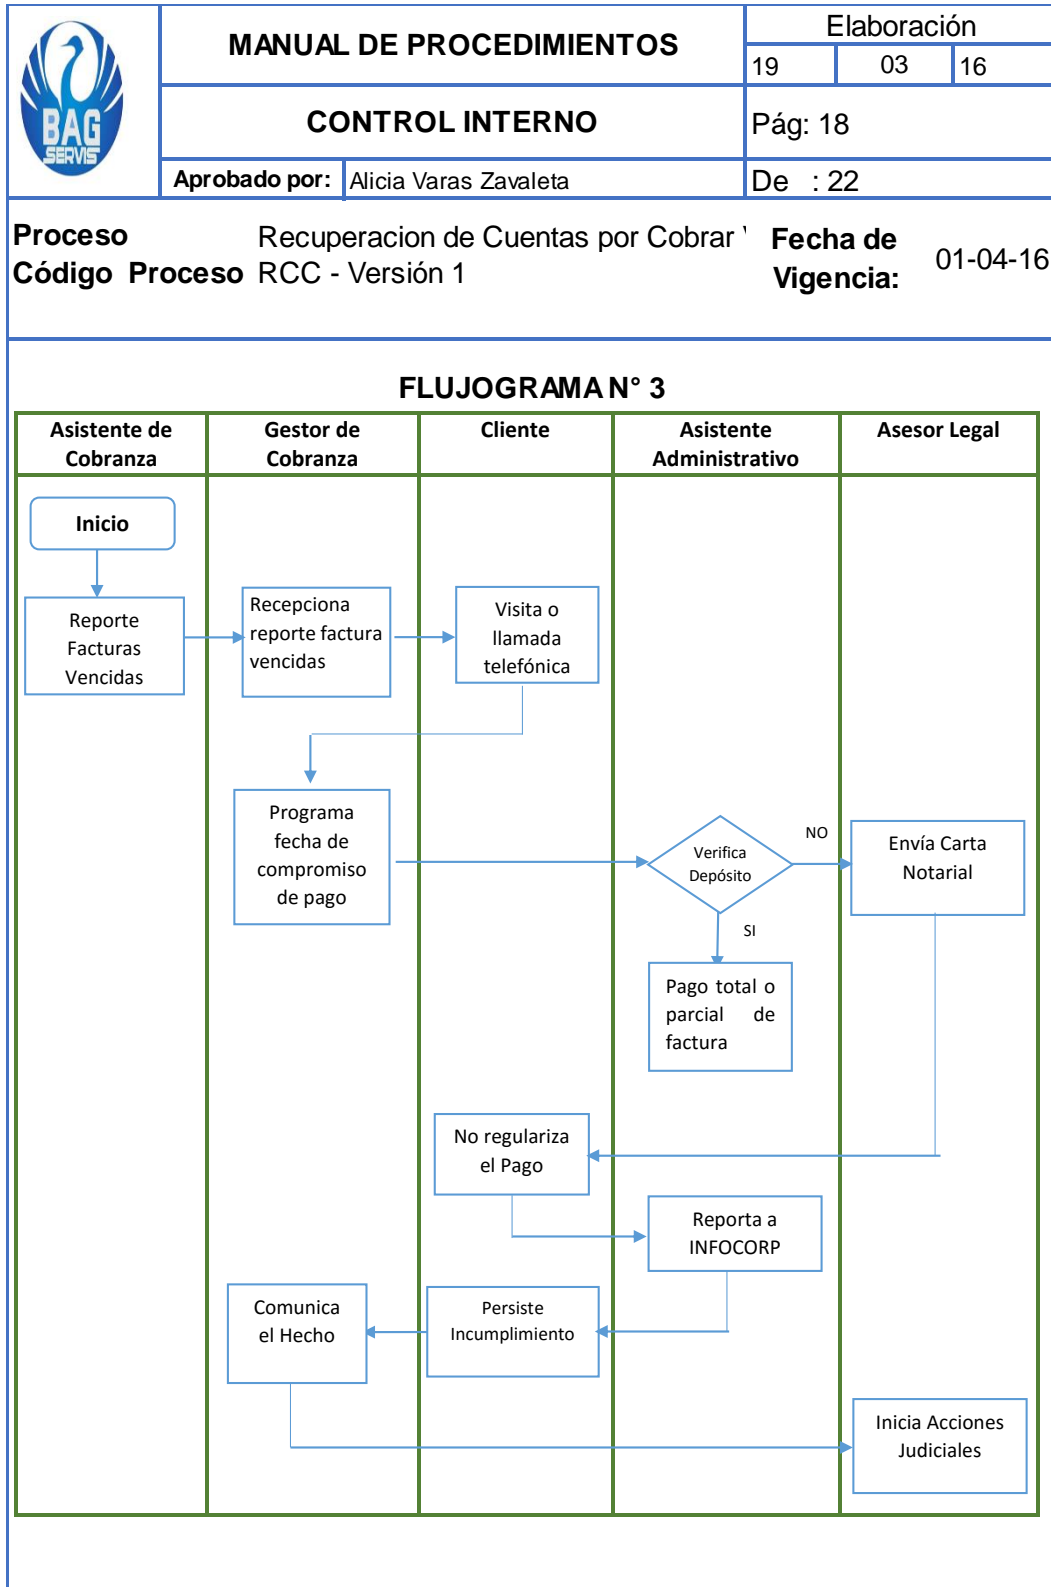 BAG
SERVIS
MANUAL DE PROCEDIMIENTOS
Elaboración
19 03 16
CONTROL INTERNO
Pág: 18
Aprobado por: Alicia Varas Zavaleta
De : 22
Proceso Recuperacion de Cuentas por Cobrar
Código Proceso RCC - Versión 1
Fecha de
Vigencia:
01-04-16
FLUJOGRAMA N° 3
Asistente de
Cobranza
Gestor de
Cobranza
Cliente
Asistente
Administrativo
Asesor Legal
Inicio
Reporte
Facturas
Vencidas
Recepciona
reporte factura
vencidas
Visita o
llamada
telefónica
Programa
fecha de
compromiso
de pago
Verifica
Depósito
NO
Envía Carta
Notarial
SI
Pago total o
parcial de
factura
No regulariza
el Pago
Reporta a
INFOCORP
Persiste
Incumplimiento
Comunica
el Hecho
Inicia Acciones
Judiciales